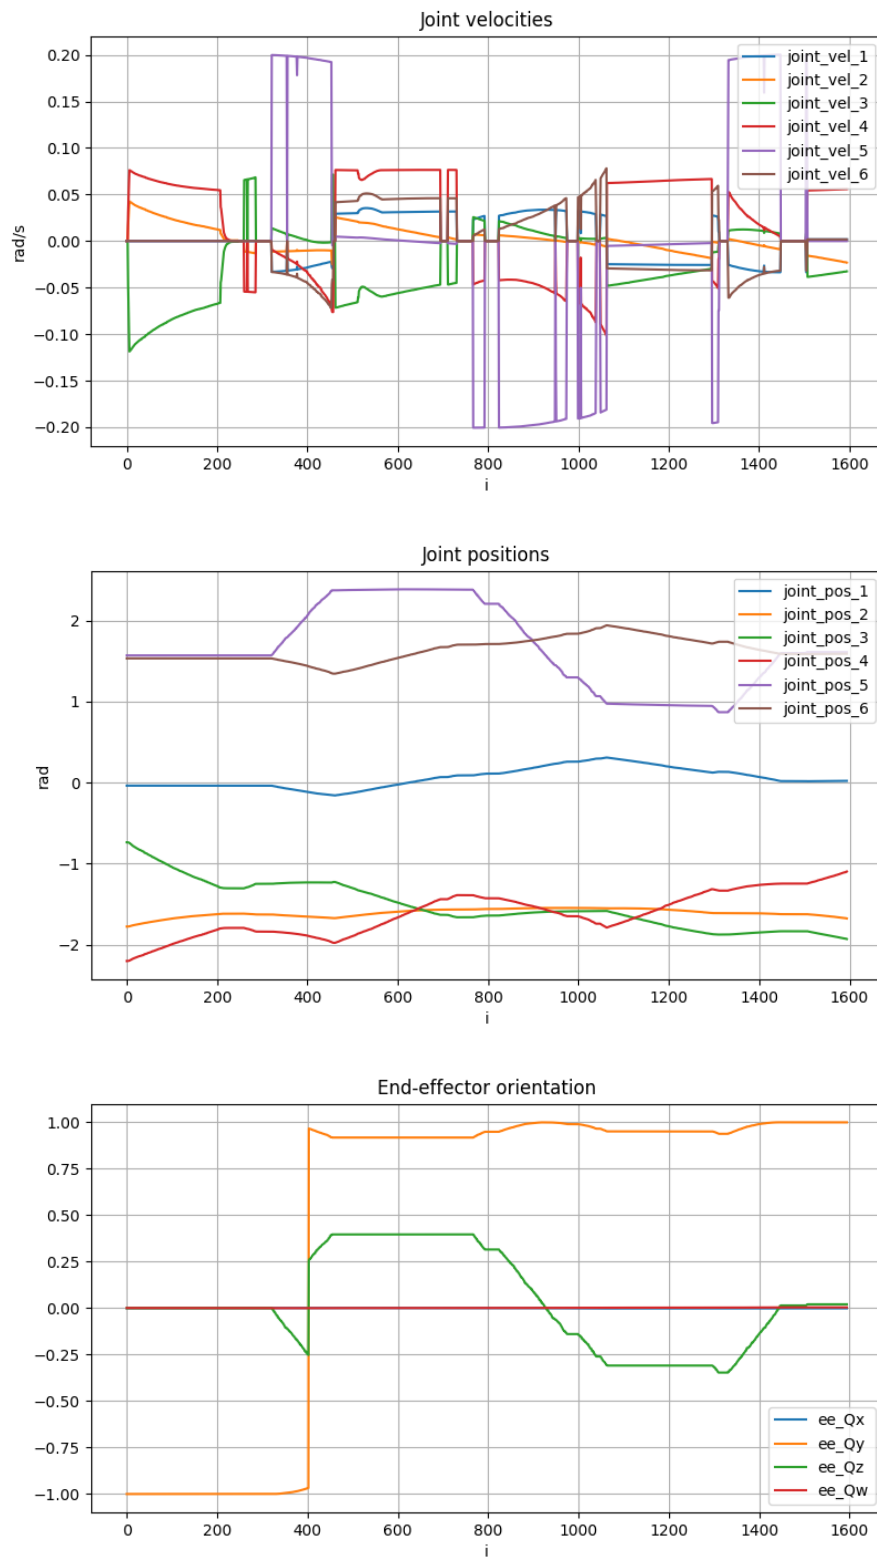 Joint velocities
0.20
0.15
0.10
0.05
0.00
−0.05
−0.10
−0.15
−0.20
rad/s
joint_vel_1
joint_vel_2
joint_vel_3
joint_vel_4
joint_vel_5
joint_vel_6
0 200 400 600 800 1000 1200 1400 1600
i
Joint positions
2
1
0
−1
−2
rad
joint_pos_1
joint_pos_2
joint_pos_3
joint_pos_4
joint_pos_5
joint_pos_6
0 200 400 600 800 1000 1200 1400 1600
i
End-effector orientation
1.00
0.75
0.50
0.25
0.00
−0.25
−0.50
−0.75
−1.00
ee_Qx
ee_Qy
ee_Qz
ee_Qw
0 200 400 600 800 1000 1200 1400 1600
i